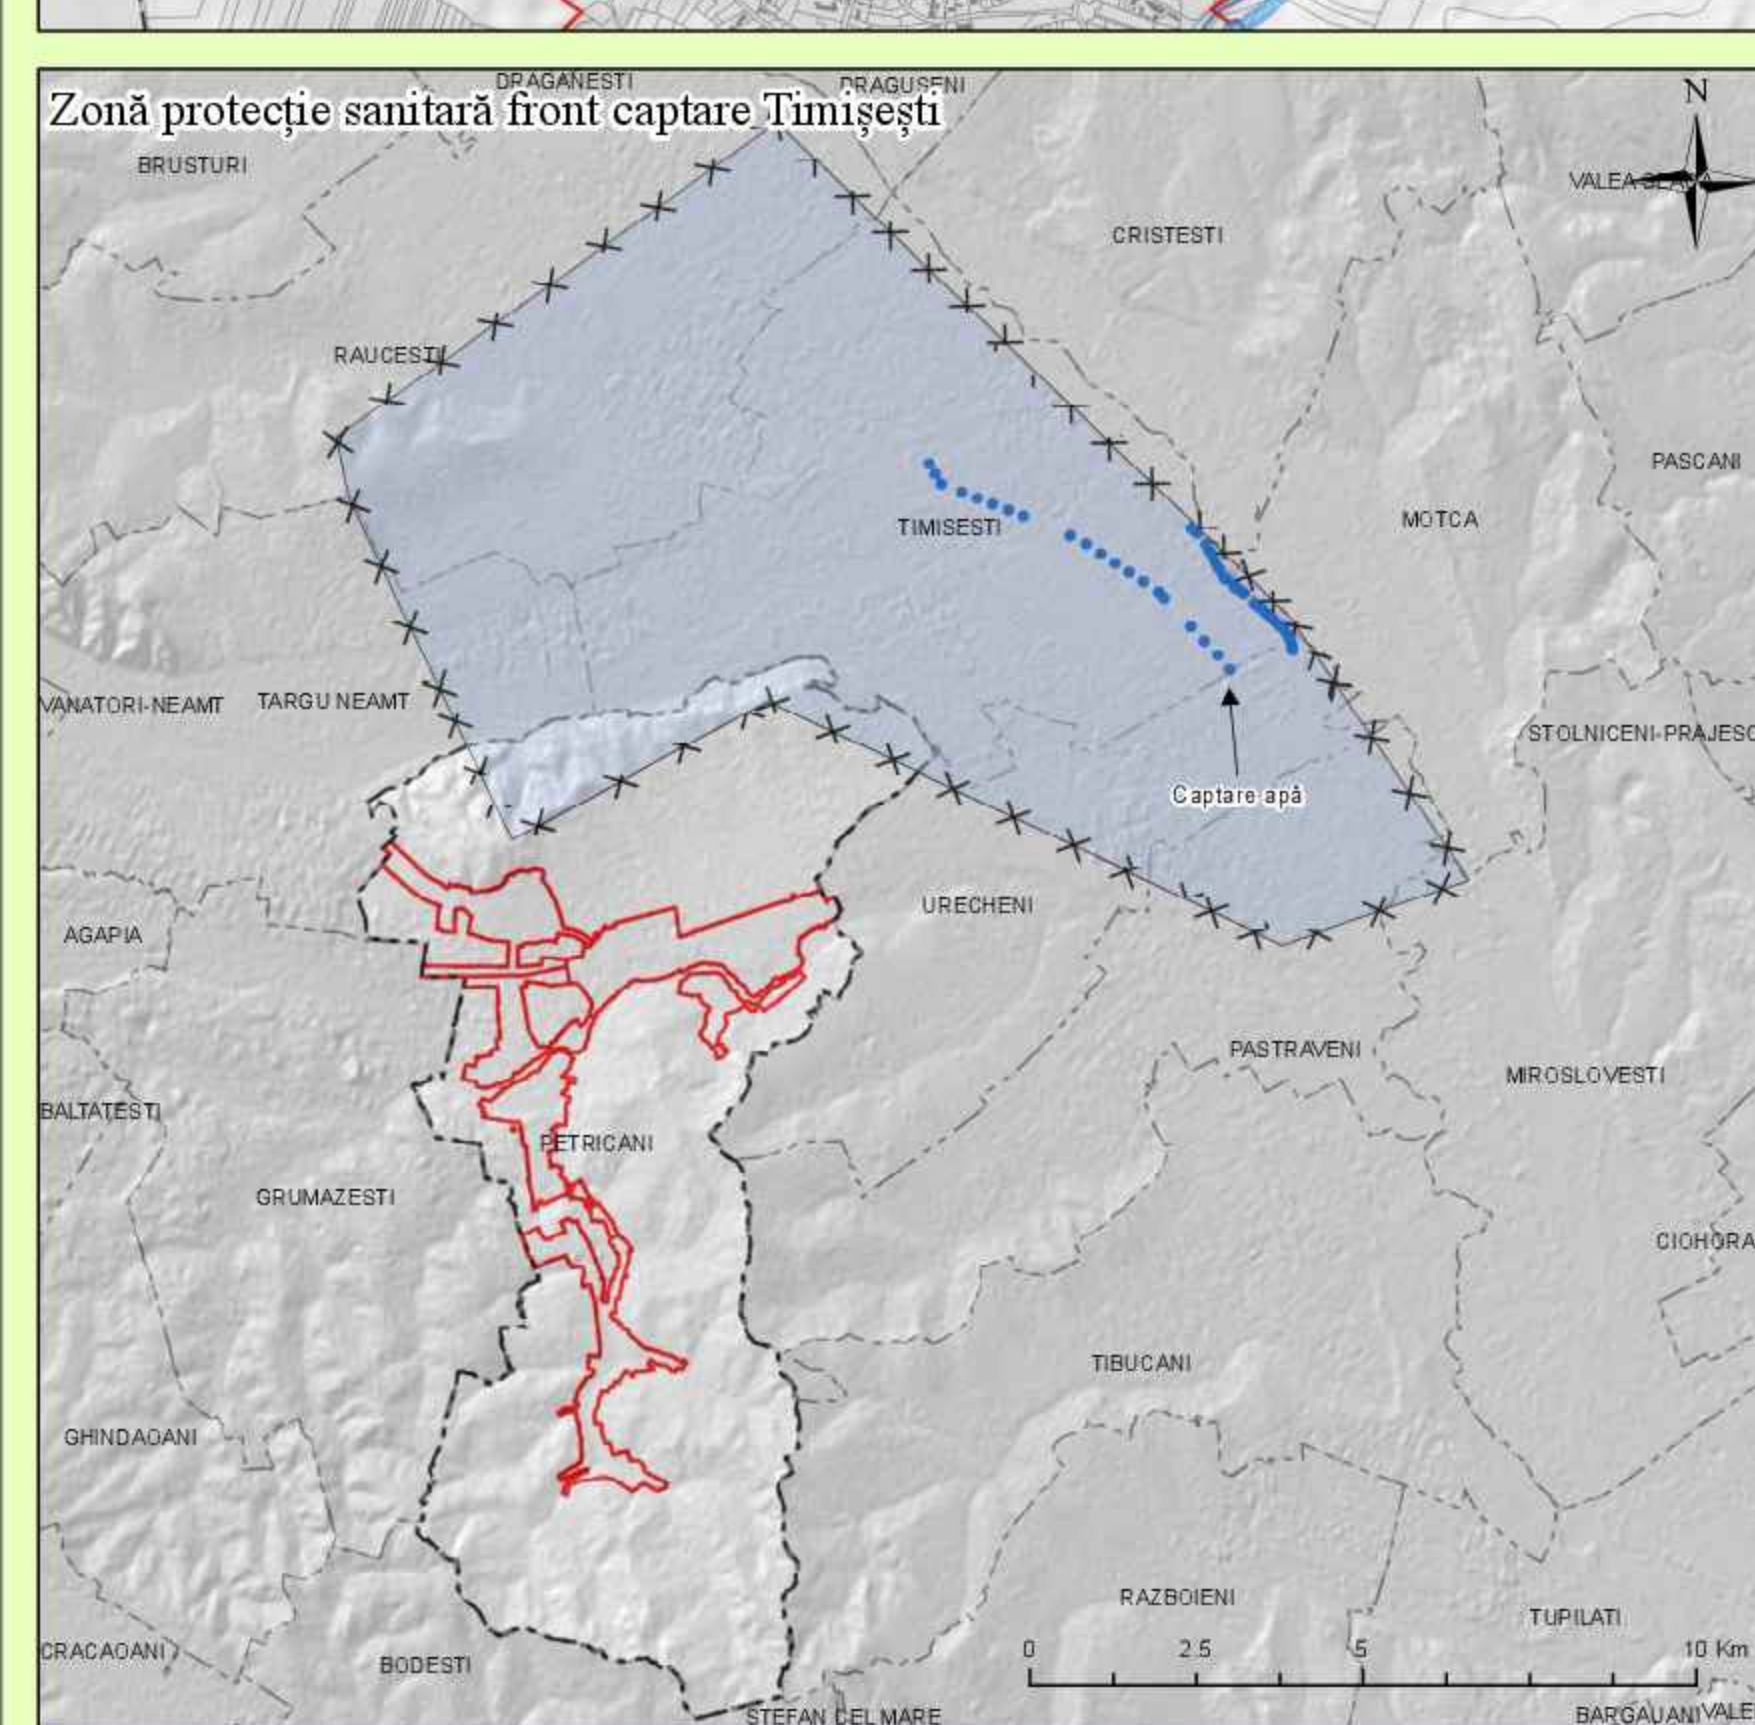 DRAGANESTI
DRAGUSENI
Zonă protecție sanitară front captare Timișești
N
BRUSTURI
VALEA
CRISTESTI
RAUCESTI
PASCANI
MOTCA
TIMISESTI
VANATORI-NEAMT
TARGU NEAMT
STOLNICENI-PRAJESC
Captare apă
URECHENI
AGAPIA
PASTRAVENI
MIROSLOVESTI
BALTATESTI
PETRICANI
GRUMAZESTI
CIOHORA
TIBUCANI
GHINDAOANI
RAZBOIENI
TUPILATI
CRACAOANI
BODESTI
0 2.5 5 10 Km
STEFAN CEL MARE
BARGAUANI
VALE